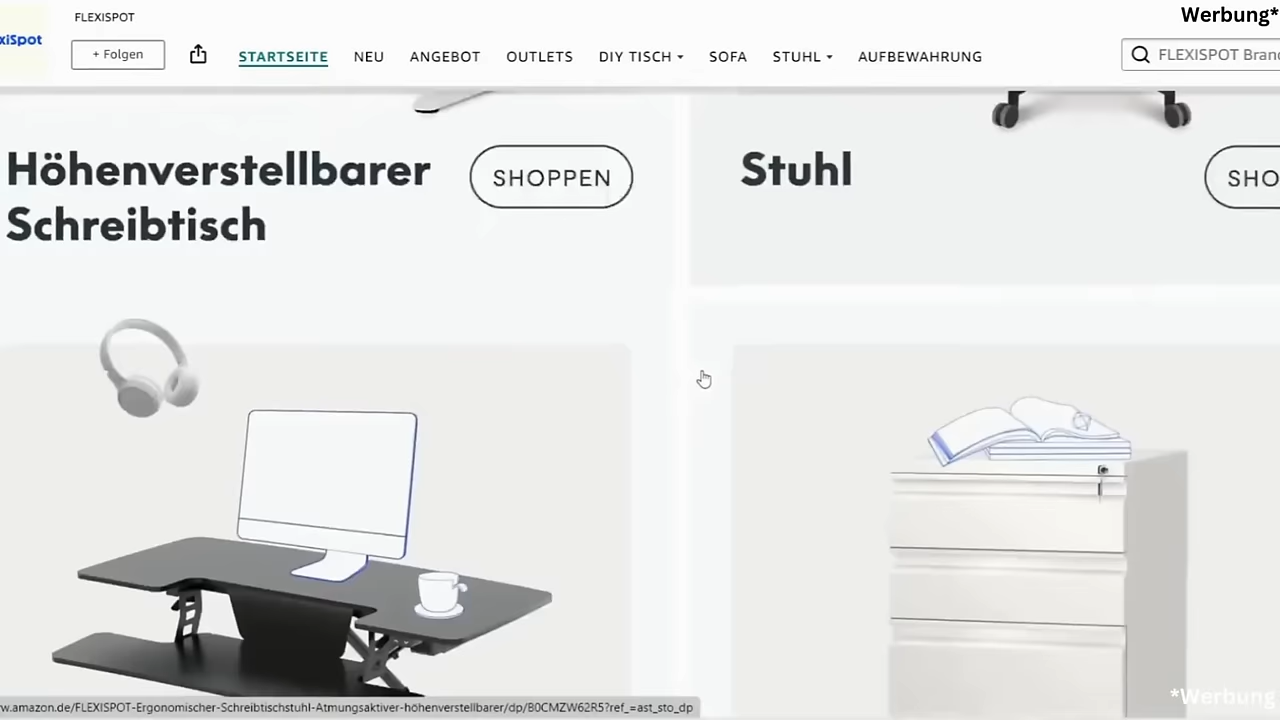 FLEXISPOT
Werbung*
xiSpot
+ Folgen
STARTSEITE
NEU
ANGEBOT
OUTLETS
DIY TISCH
SOFA
STUHL
AUFBEWAHRUNG
FLEXISPOT Branc
Höhenverstellbarer
Schreibtisch
SHOPPEN
Stuhl
SHO
w.amazon.de/FLEXISPOT-Ergonomischer-Schreibtischstuhl-Atmungsaktiver-höhenverstellbarer/dp/B0CMZW62R5?ref_=ast_sto_dp
*Werbung